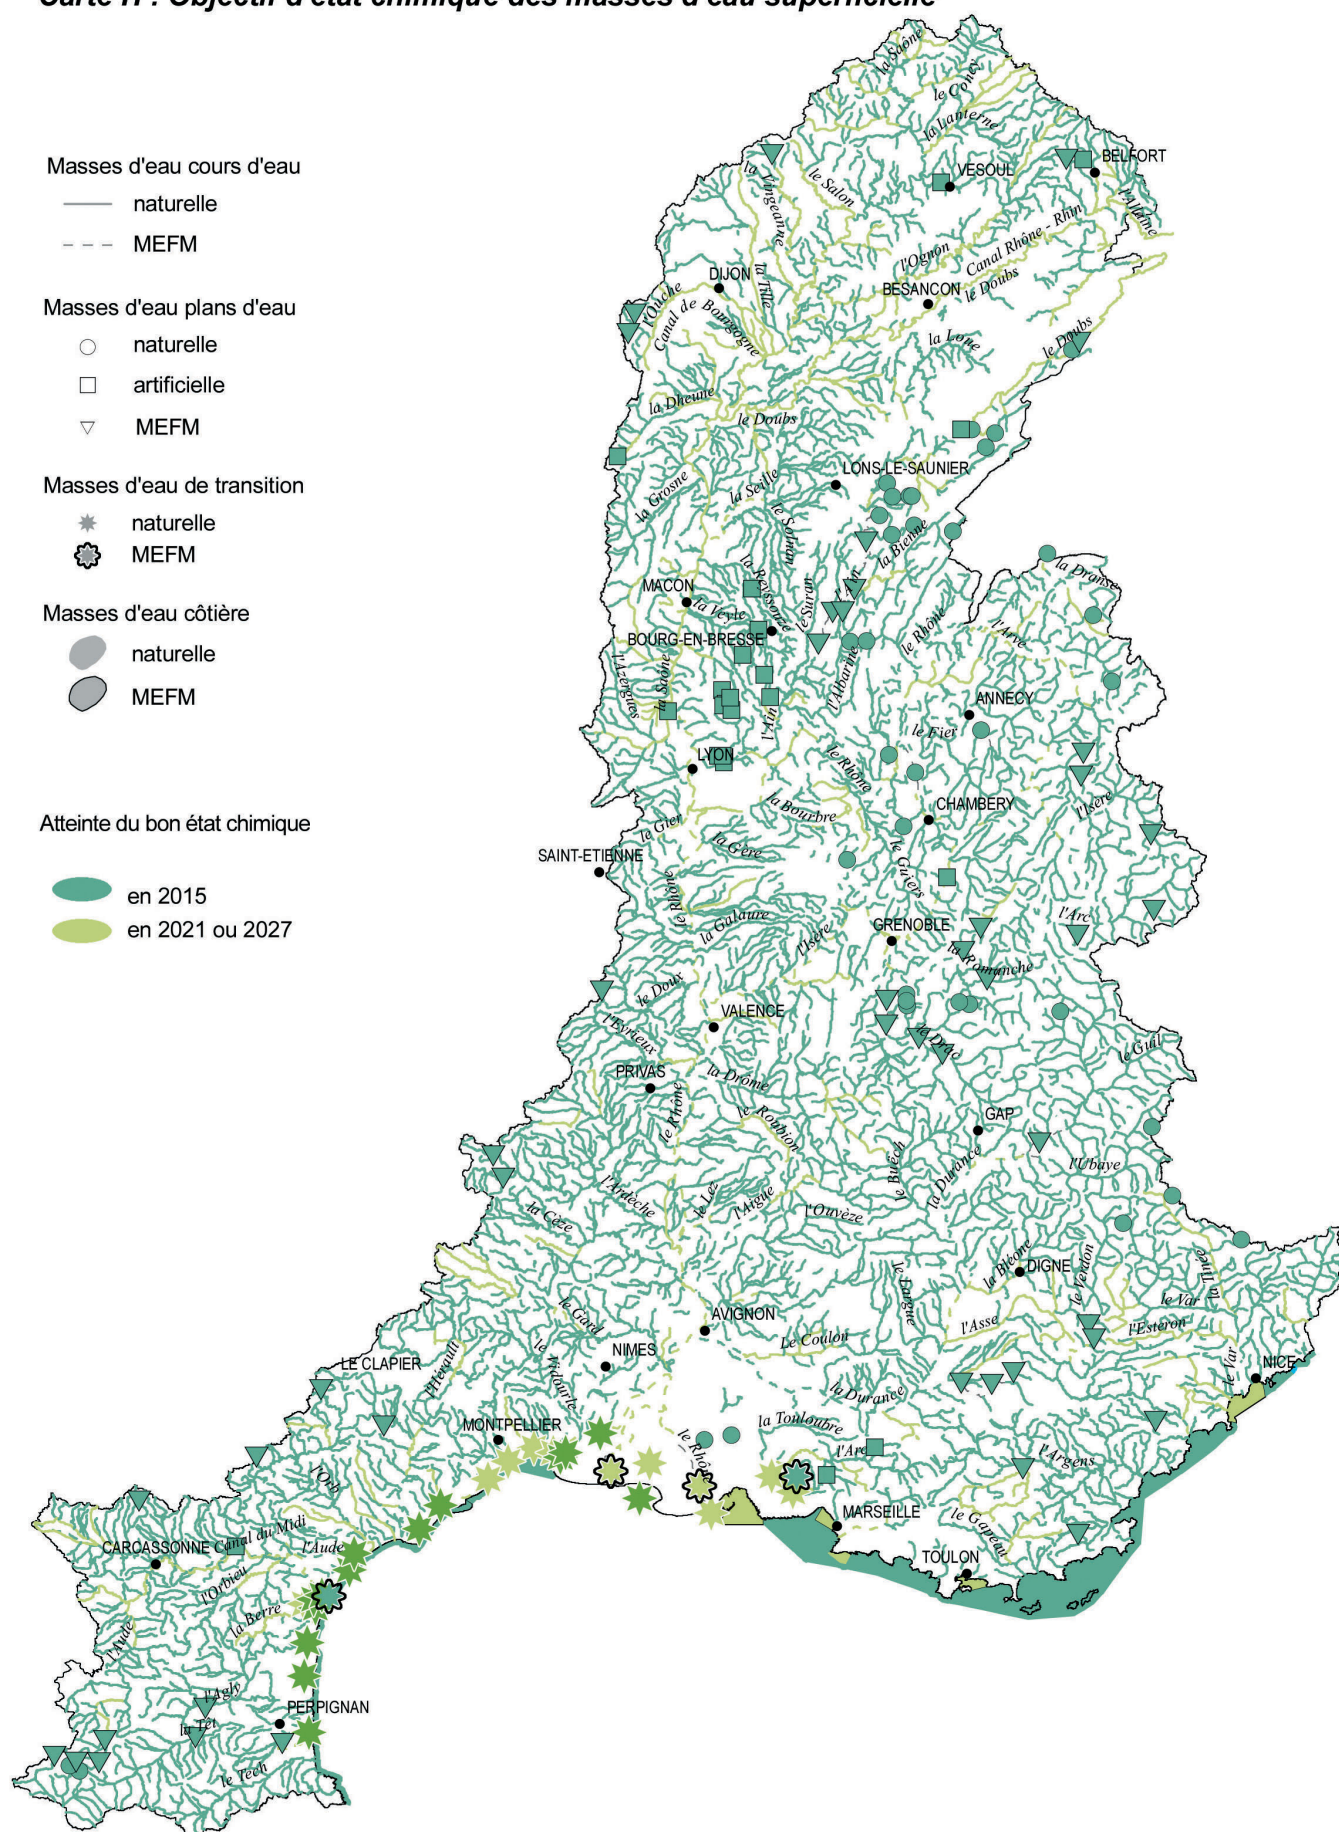 Masses d'eau cours d'eau
naturelle
MEFM
Masses d'eau plans d'eau
naturelle
artificielle
MEFM
Masses d'eau de transition
naturelle
MEFM
Masses d'eau côtière
naturelle
MEFM
Atteinte du bon état chimique
en 2015
en 2021 ou 2027
la Saône
le Coney
la Lanterne
BELFORT
VESOUL
la Vingeanne
le Salon
l'Allaine
l'Ognon
Canal Rhône - Rhin
DIJON
la Tille
BESANCON
le Doubs
l'Ouche
Canal de Bourgogne
la Loue
le Doubs
la Dheune
le Doubs
LONS-LE-SAUNIER
la Grosne
la Seille
le Solnan
la Bienne
la Dranse
MACON
la Reyssouze
la Veyle
le Suran
l'Ain
BOURG-EN-BRESSE
le Rhône
l'Arve
l'Azergues
la Saône
l'Albarine
l'Ain
ANNECY
le Fier
LYON
le Rhône
la Bourbre
CHAMBERY
l'Isère
le Gier
la Gère
SAINT-ETIENNE
le Guiers
le Rhône
la Galaure
l'Isère
GRENOBLE
l'Arc
la Romanche
le Doux
VALENCE
l'Eyrieux
le Drac
le Guil
PRIVAS
la Drôme
le Rhône
le Roubion
GAP
le Buëch
la Durance
l'Ubaye
l'Ardèche
le Lez
l'Aigue
l'Ouvèze
la Cèze
la Bléone
DIGNE
le Verdon
la Tinée
le Largue
le Var
l'Asse
l'Estéron
le Gard
AVIGNON
Le Coulon
NIMES
LE CLAPIER
l'Hérault
le Vidourle
le Var
NICE
la Durance
MONTPELLIER
la Touloubre
le Rhône
l'Arc
l'Argens
l'Orb
MARSEILLE
le Gapeau
Canal du Midi
CARCASSONNE
l'Aude
TOULON
l'Orbieu
la Berre
l'Aude
l'Agly
PERPIGNAN
la Têt
le Tech